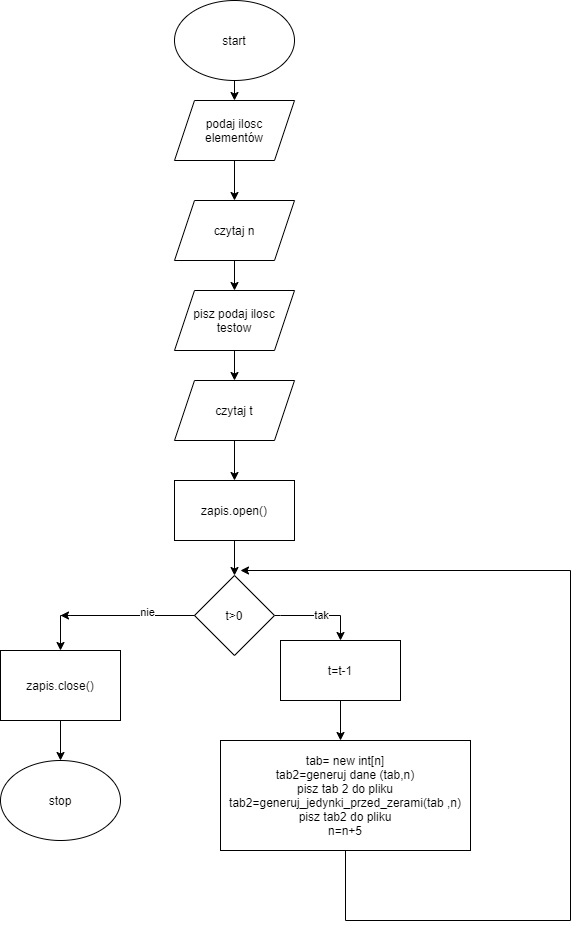 start
podaj ilosc
elementów
czytaj n
pisz podaj ilosc
testow
czytaj t
zapis.open()
t>0
nie
tak
zapis.close()
t=t-1
stop
tab= new int[n]
tab2=generuj dane (tab,n)
pisz tab 2 do pliku
tab2=generuj_jedynki_przed_zerami(tab ,n)
pisz tab2 do pliku
n=n+5